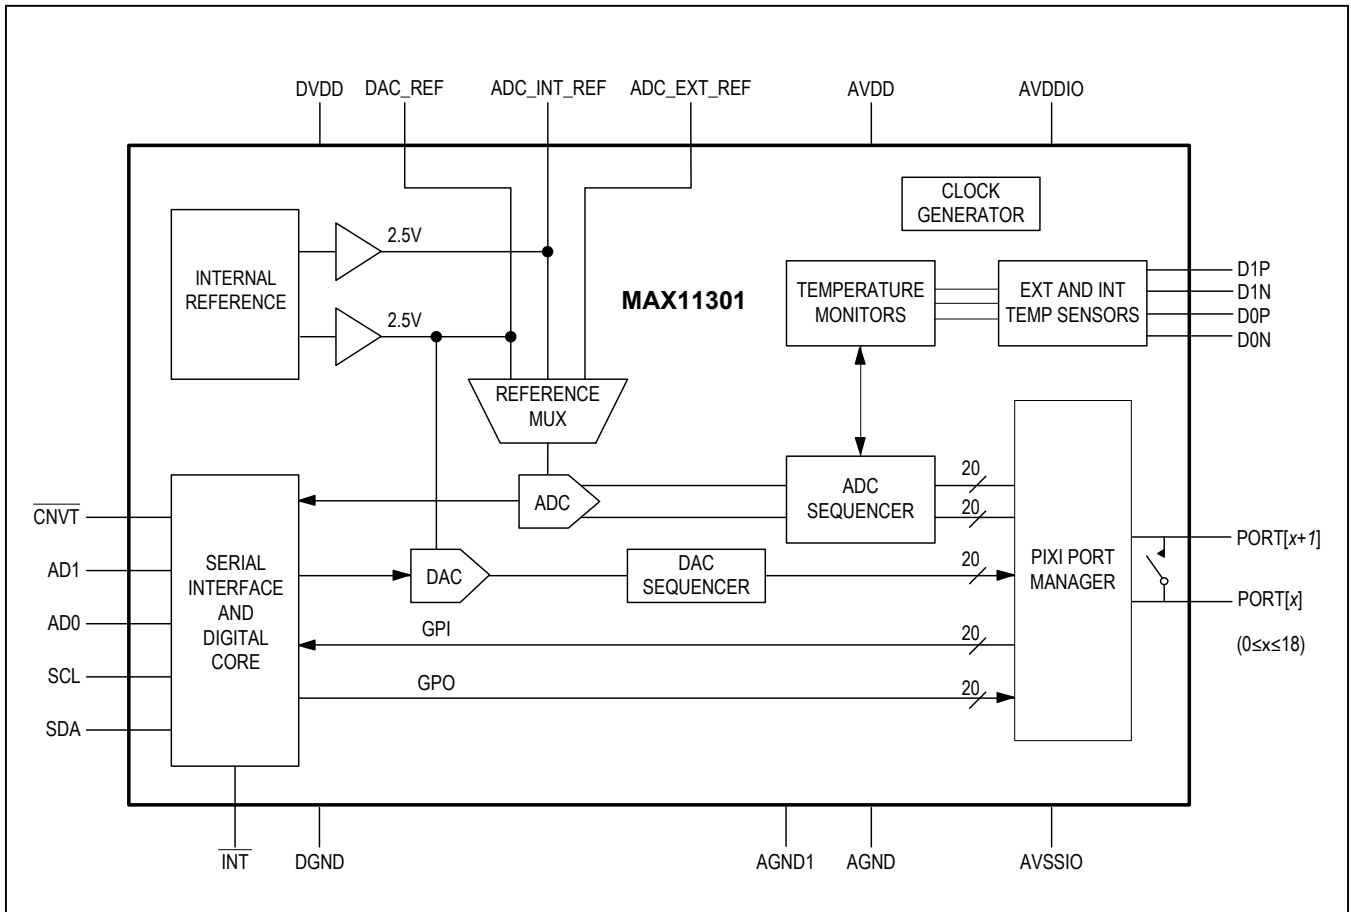 DVDD DAC_REF ADC_INT_REF ADC_EXT_REF AVDD AVDDIO
CLOCK
GENERATOR
2.5V
INTERNAL
REFERENCE
2.5V
MAX11301
TEMPERATURE
MONITORS
EXT AND INT
TEMP SENSORS
D1P
D1N
D0P
D0N
REFERENCE
MUX
ADC
ADC
SEQUENCER
20
20
CNVT
AD1
AD0
SCL
SDA
SERIAL
INTERFACE
AND
DIGITAL
CORE
DAC
DAC
SEQUENCER
20
PIXI PORT
MANAGER
PORT[x+1]
PORT[x]
(0≤x≤18)
GPI
20
GPO
20
INT DGND AGND1 AGND AVSSIO